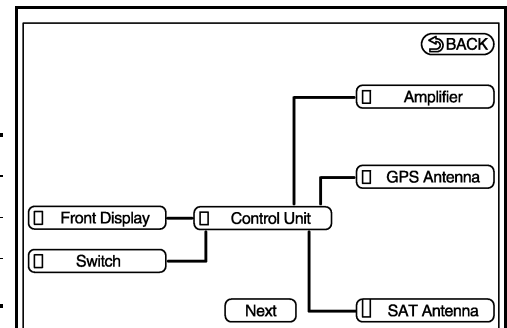 BACK
Amplifier
GPS Antenna
Front Display
Control Unit
Switch
Next
SAT Antenna